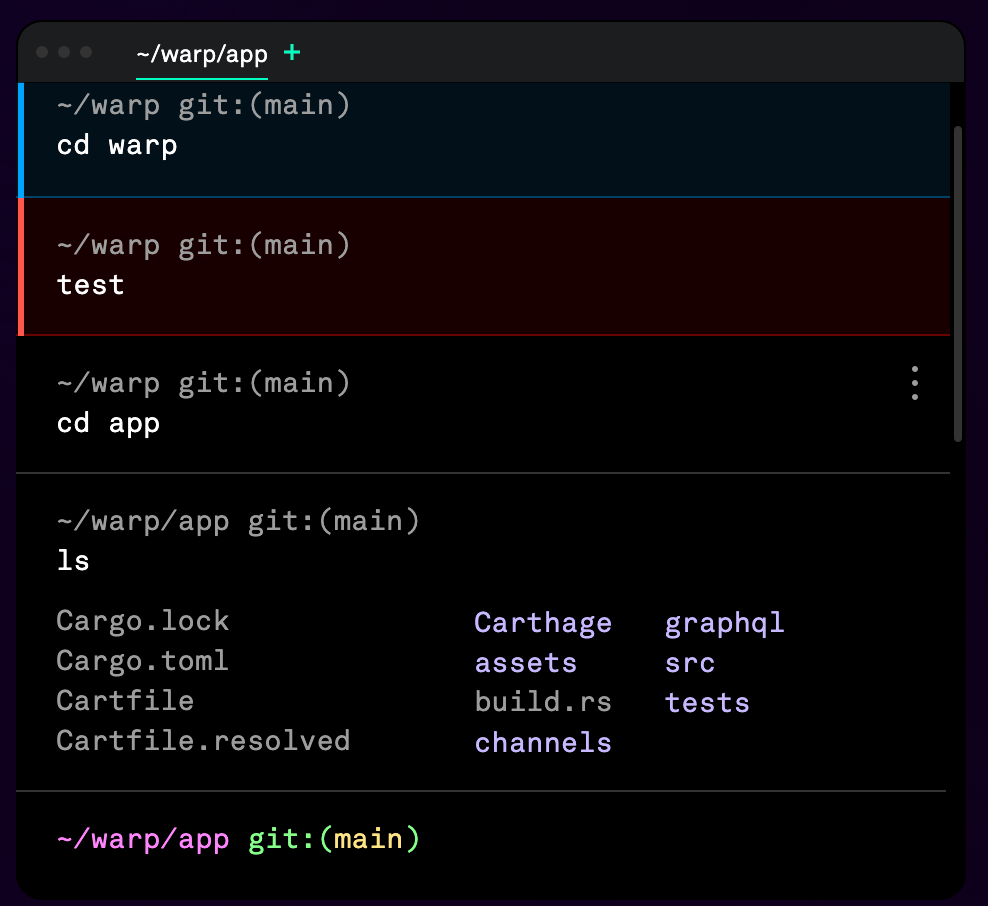 ~/warp/app +
~/warp git:(main)
cd warp
~/warp git:(main)
test
~/warp git:(main)
cd app
~/warp/app git:(main)
ls
Cargo.lock Carthage graphql
Cargo.toml assets src
Cartfile build.rs tests
Cartfile.resolved channels
~/warp/app git:(main)